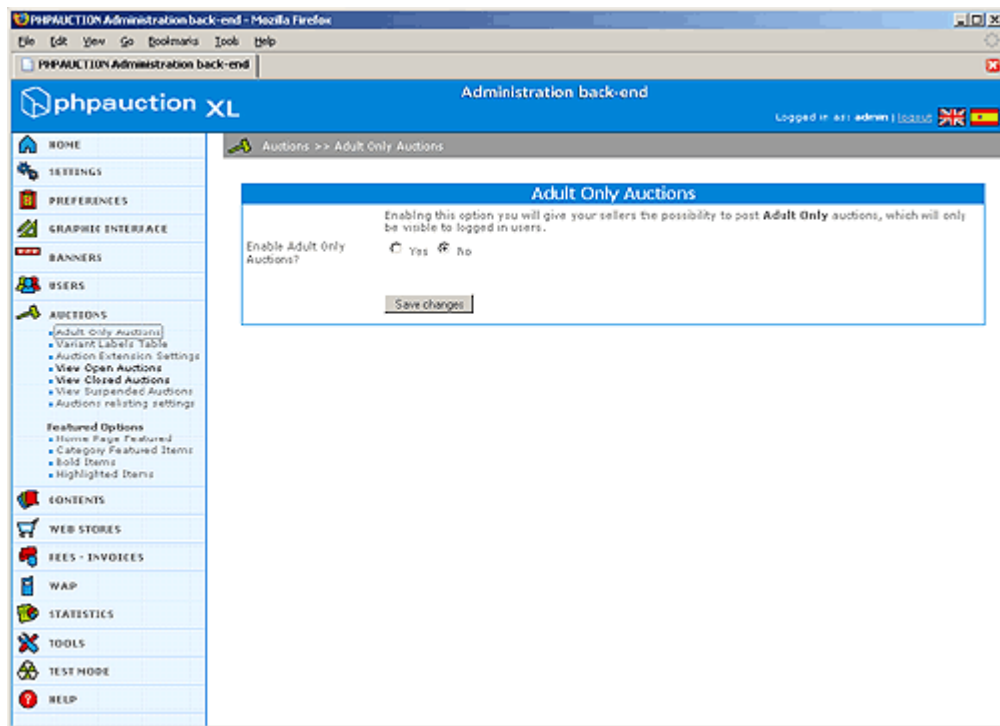 PHPAUCTION Administration back-end - Mozilla Firefox
File Edit View Go Bookmarks Tools Help
PHPAUCTION Administration back-end
phpauction XL
Administration back-end
Logged in as: admin | logout
HOME
SETTINGS
PREFERENCES
GRAPHIC INTERFACE
BANNERS
USERS
AUCTIONS
Adult Only Auctions
Variant Labels Table
Auction Extension Settings
View Open Auctions
View Closed Auctions
View Suspended Auctions
Auctions relisting settings
Featured Options
Home Page Featured
Category Featured Items
Bold Items
Highlighted Items
CONTENTS
WEB STORES
FEES - INVOICES
WAP
STATISTICS
TOOLS
TEST MODE
HELP
Auctions >> Adult Only Auctions
Adult Only Auctions
Enabling this option you will give your sellers the possibility to post Adult Only auctions, which will only
be visible to logged in users.
Enable Adult Only
Auctions?
Yes No
Save changes